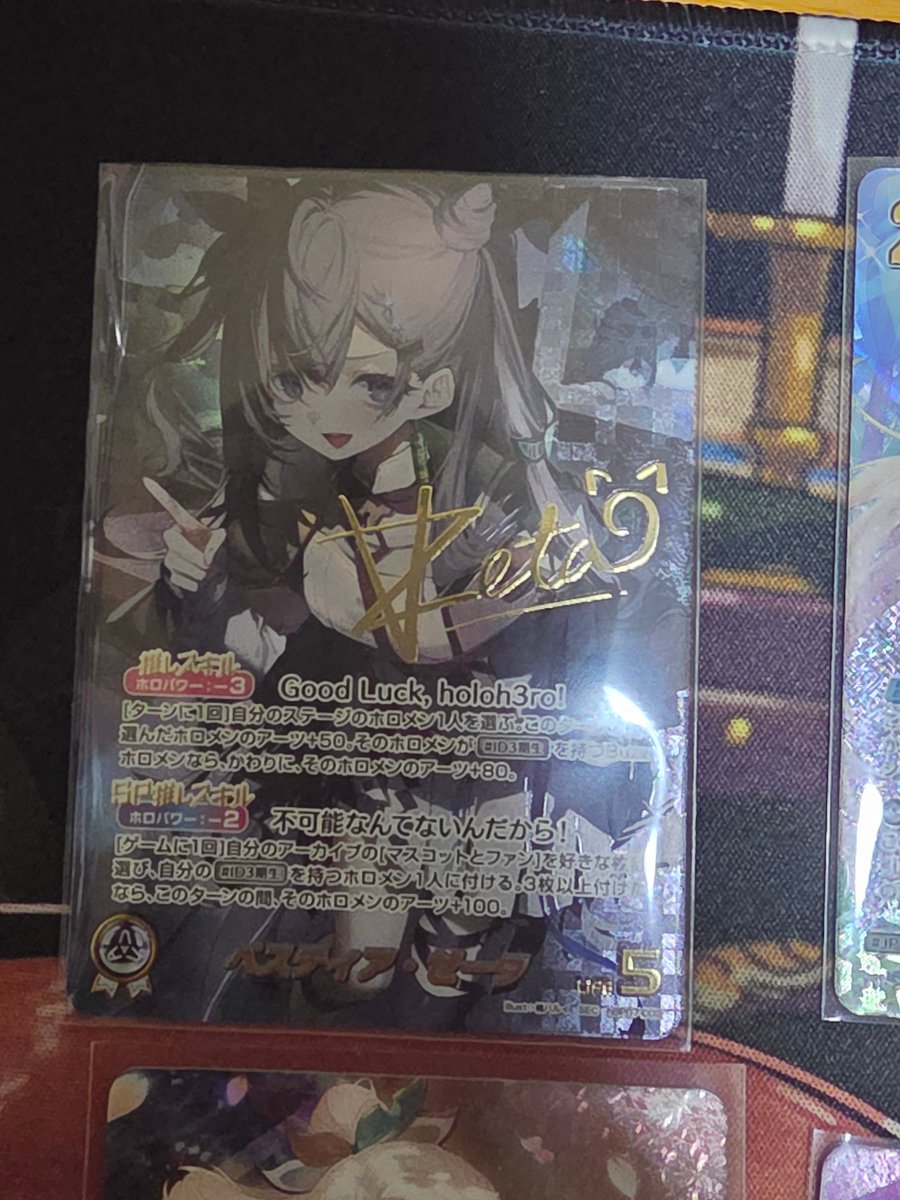 Zeta
推しスキル
ホロパワー:-3
Good Luck, holoh3ro!
[ターンに1回]自分のステージのホロメン1人を選ぶ。このター
選んだホロメンのアーツ+50。そのホロメンが #ID3期生 を持つ
ホロメンなら、かわりに、そのホロメンのアーツ+80。
SP推しスキル
ホロパワー:-2
不可能なんてないんだから!
[ゲームに1回]自分のアーカイブの[マスコットとファン]を好きな枚
選び、自分の #ID3期生 を持つホロメン1人に付ける。3枚以上付けた
なら、このターンの間、そのホロメンのアーツ+100。
ベスティア・ゼータ
LIFE 5
2
#JP